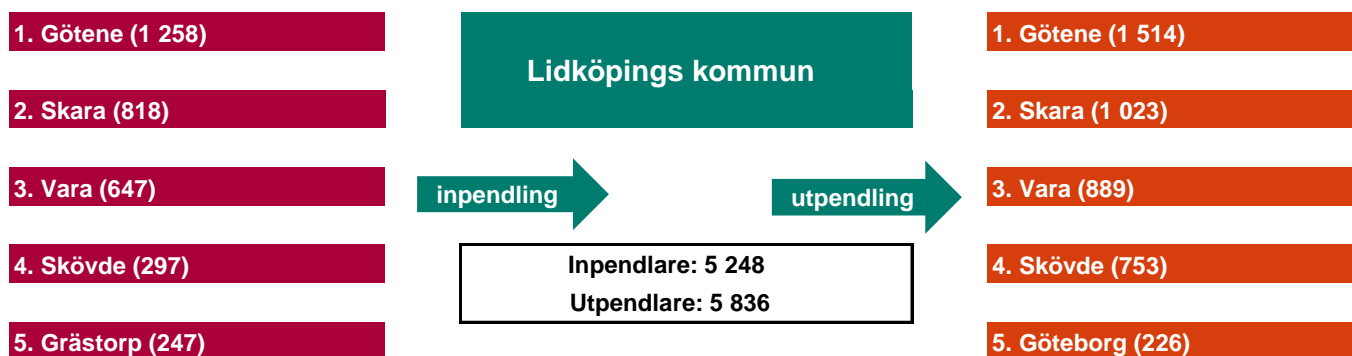 1. Götene (1 258)
2. Skara (818)
3. Vara (647)
4. Skövde (297)
5. Grästorp (247)
Lidköpings kommun
inpendling
utpendling
Inpendlare: 5 248
Utpendlare: 5 836
1. Götene (1 514)
2. Skara (1 023)
3. Vara (889)
4. Skövde (753)
5. Göteborg (226)